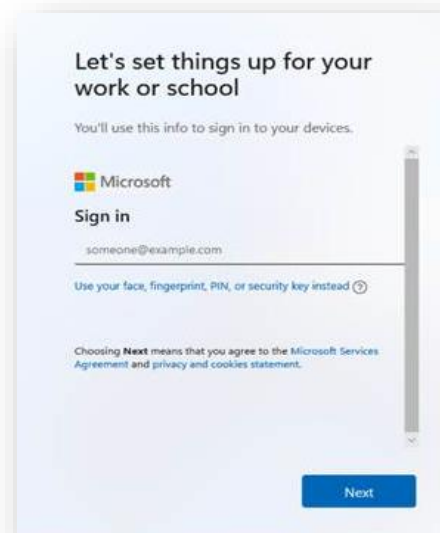 Let's set things up for your
work or school
You'll use this info to sign in to your devices.
Microsoft
Sign in
someone@example.com
Use your face, fingerprint, PIN, or security key instead
Choosing Next means that you agree to the Microsoft Services
Agreement and privacy and cookies statement.
Next